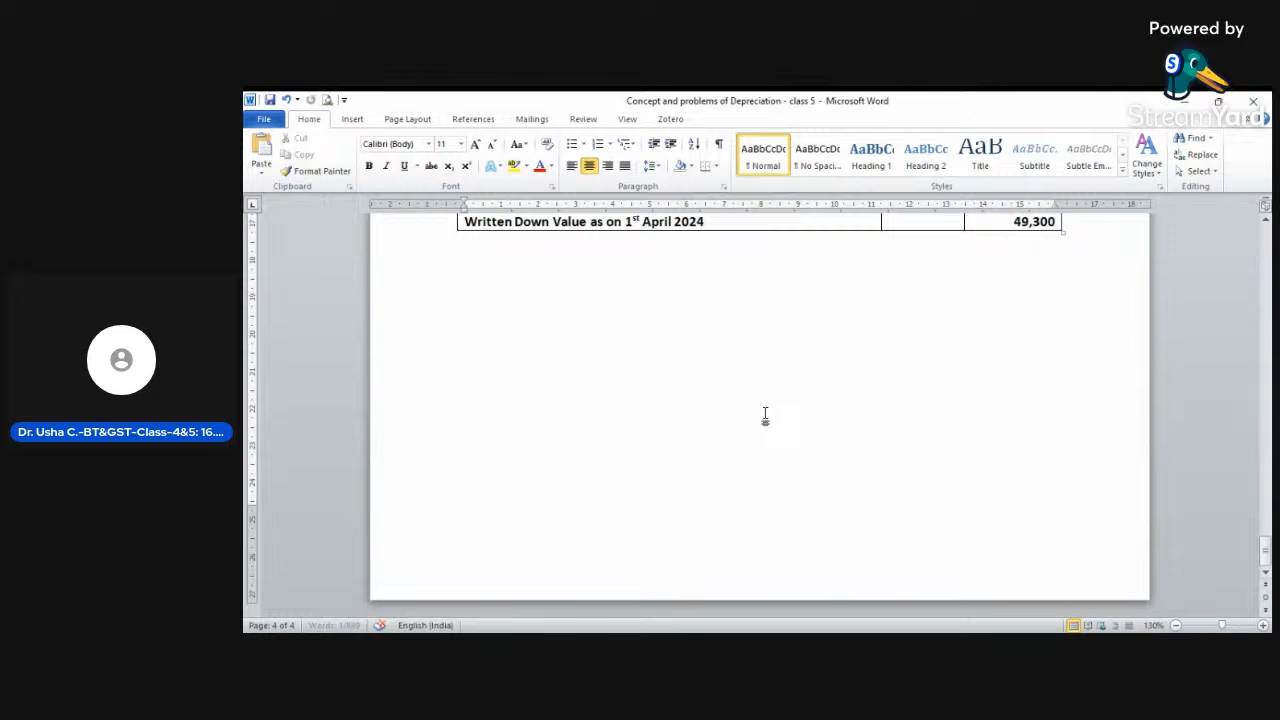 Powered by
StreamYard
Concept and problems of Depreciation - class 5 - Microsoft Word
File Home Insert Page Layout References Mailings Review View Zotero
Paste
Cut
Copy
Format Painter
Calibri (Body) 11
AaBbCcDc AaBbCcDc AaBbC AaBbCc AaB AaBbCc. AaBbCcDc
¶ Normal ¶ No Spaci... Heading 1 Heading 2 Title Subtitle Subtle Em...
Change Styles
Find
Replace
Select
Clipboard Font Paragraph Styles Editing
Written Down Value as on 1st April 2024 49,300
Dr. Usha C.-BT&GST-Class-4&5: 16....
Page: 4 of 4 Words: 1/889 English (India) 130%